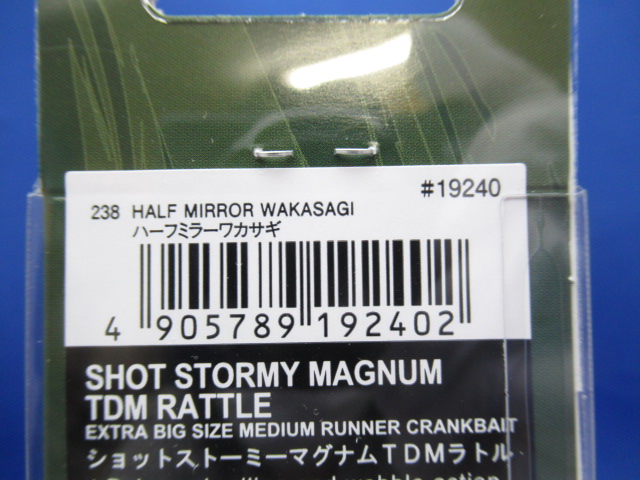 #19240
238 HALF MIRROR WAKASAGI
ハーフミラーワカサギ
4 905789 192402
SHOT STORMY MAGNUM
TDM RATTLE
EXTRA BIG SIZE MEDIUM RUNNER CRANKBAIT
ショットストーミーマグナムTDMラトル
wobble action